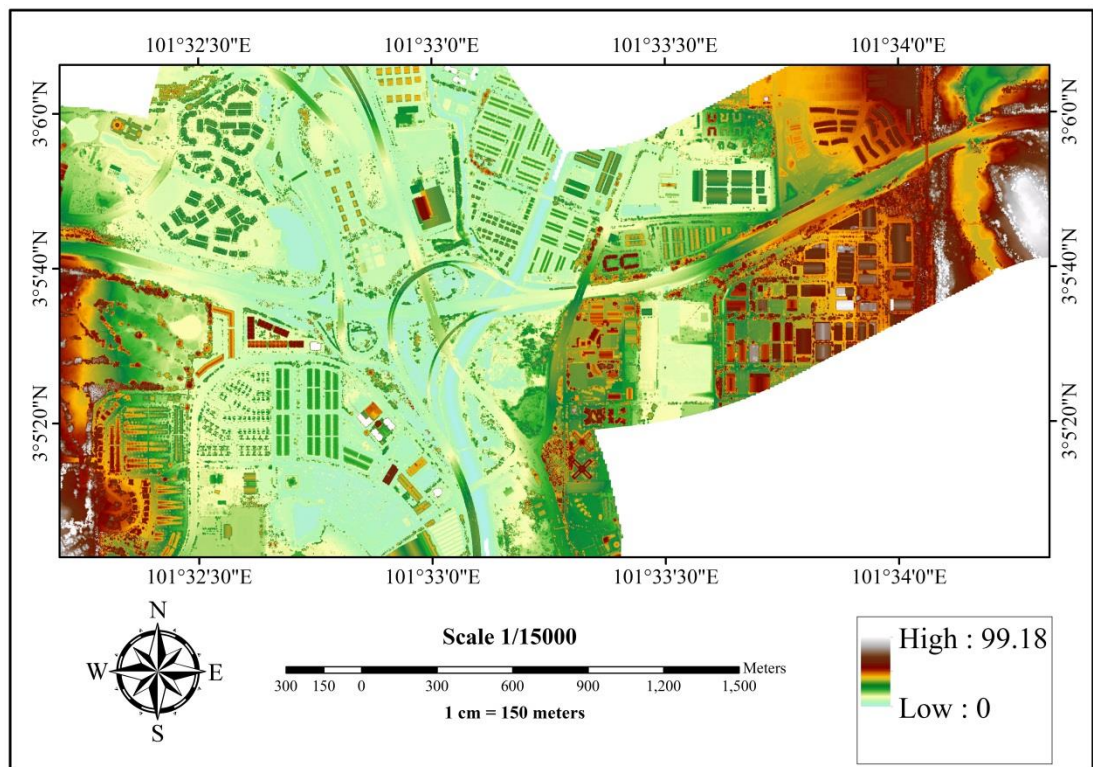 101°32'30"E 101°33'0"E 101°33'30"E 101°34'0"E
3°6'0"N 3°6'0"N
3°5'40"N 3°5'40"N
3°5'20"N 3°5'20"N
101°32'30"E 101°33'0"E 101°33'30"E 101°34'0"E
N
W E
S
Scale 1/15000
Meters
300 150 0 300 600 900 1,200 1,500
1 cm = 150 meters
High : 99.18
Low : 0